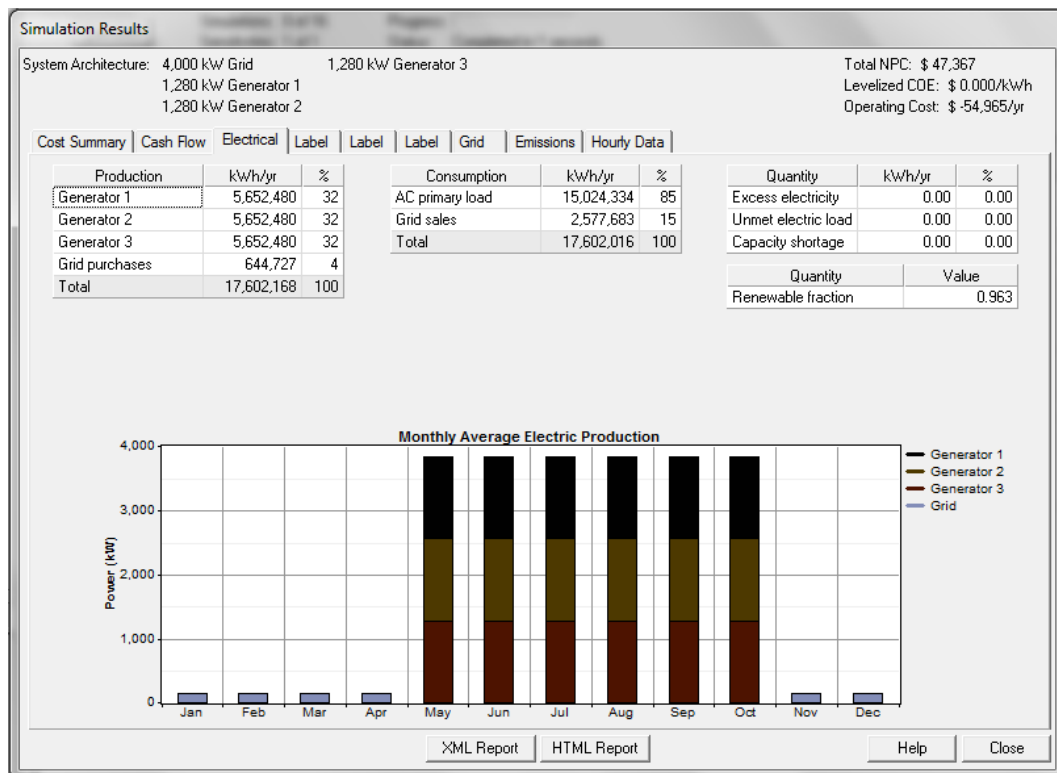 Simulation Results
System Architecture: 4,000 kW Grid 1,280 kW Generator 3
1,280 kW Generator 1
1,280 kW Generator 2
Total NPC: $ 47,367
Levelized COE: $ 0.000/kWh
Operating Cost: $ -54,965/yr
Cost Summary Cash Flow Electrical Label Label Label Grid Emissions Hourly Data
Production kWh/yr %
Generator 1 5,652,480 32
Generator 2 5,652,480 32
Generator 3 5,652,480 32
Grid purchases 644,727 4
Total 17,602,168 100
Consumption kWh/yr %
AC primary load 15,024,334 85
Grid sales 2,577,683 15
Total 17,602,016 100
Quantity kWh/yr %
Excess electricity 0.00 0.00
Unmet electric load 0.00 0.00
Capacity shortage 0.00 0.00
Quantity Value
Renewable fraction 0.963
Monthly Average Electric Production
Power (kW)
4,000
3,000
2,000
1,000
0
Jan Feb Mar Apr May Jun Jul Aug Sep Oct Nov Dec
Generator 1
Generator 2
Generator 3
Grid
XML Report HTML Report Help Close